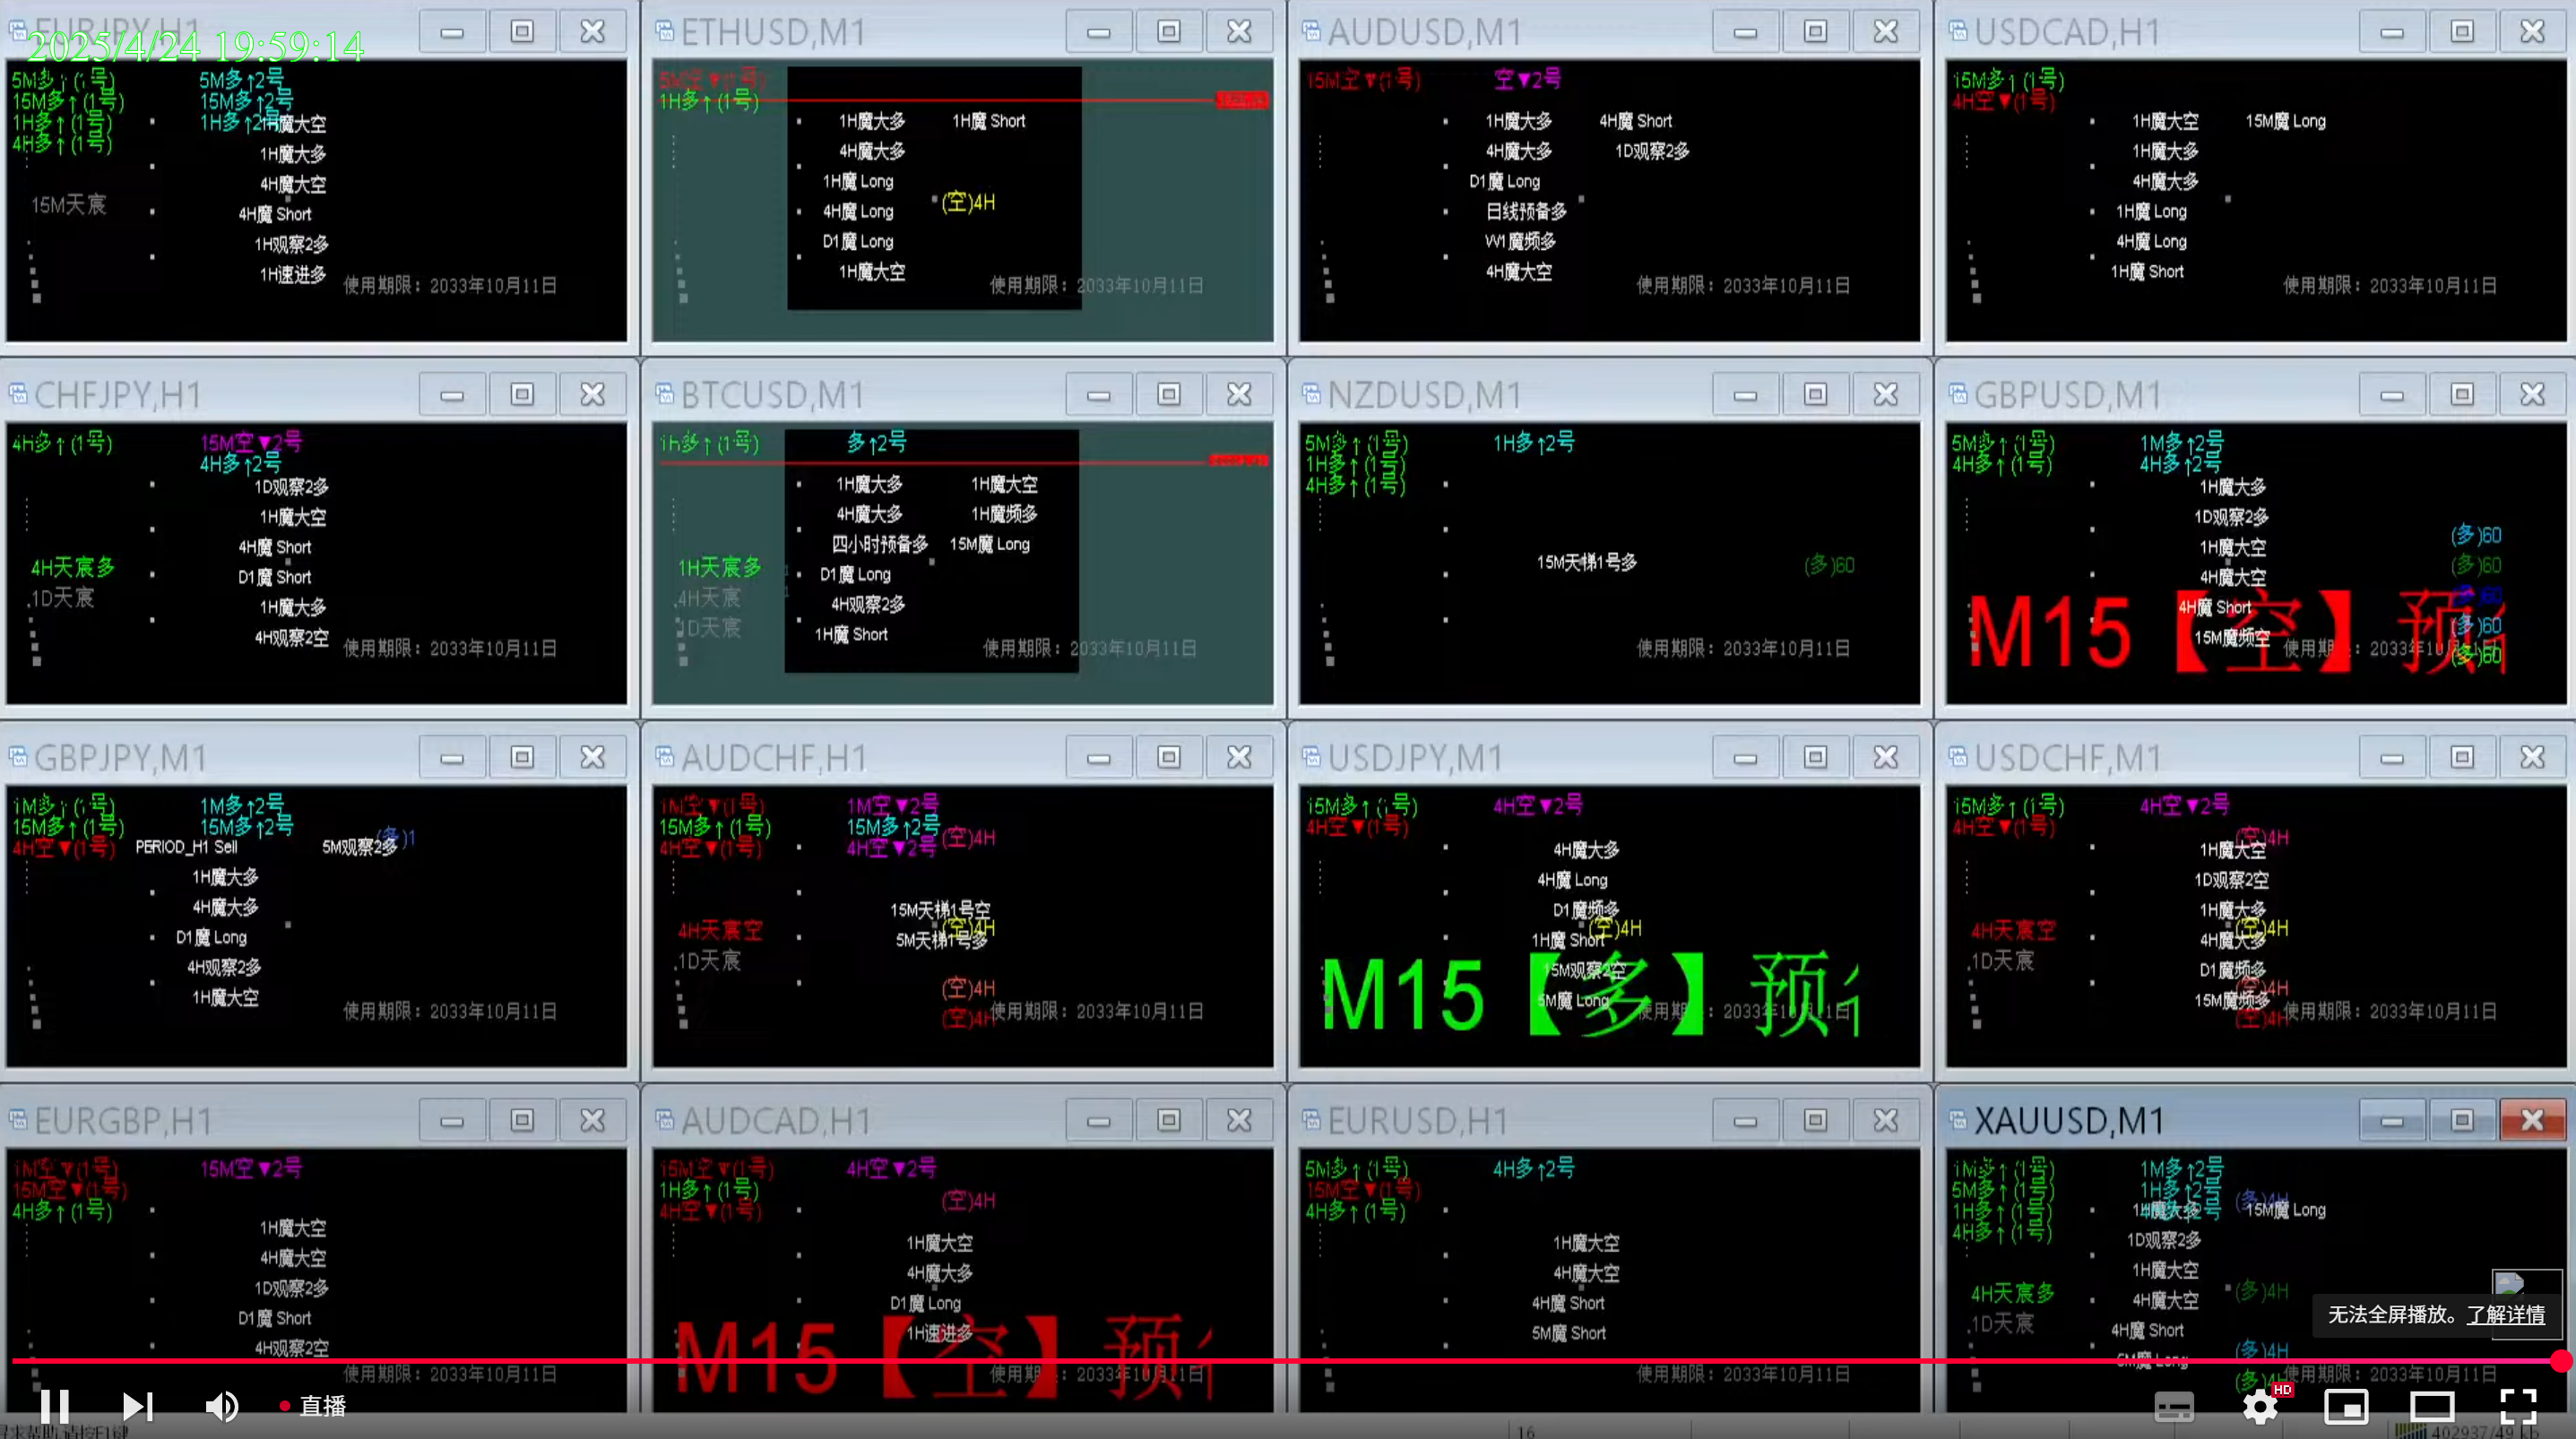 EURJPY,H1
2025/4/24 19:59:14
5M多↑(1号)
5M多↑2号
15M多↑(1号)
15M多↑2号
1H多↑(1号)
1H多↑2号
1H魔大空
4H多↑(1号)
1H魔大多
4H魔大空
15M天宸
4H魔 Short
1H观察2多
1H速进多
使用期限：2033年10月11日
ETHUSD,M1
5M空▼(1号)
1H多↑(1号)
1H魔大多
1H魔 Short
4H魔大多
1H魔 Long
(空)4H
4H魔 Long
D1魔 Long
1H魔大空
使用期限：2033年10月11日
AUDUSD,M1
15M空▼(1号)
空▼2号
1H魔大多
4H魔 Short
4H魔大多
1D观察2多
D1魔 Long
日线预备多
W1魔频多
4H魔大空
使用期限：2033年10月11日
USDCAD,H1
15M多↑(1号)
4H空▼(1号)
1H魔大空
15M魔 Long
1H魔大多
4H魔大多
1H魔 Long
4H魔 Long
1H魔 Short
使用期限：2033年10月11日
CHFJPY,H1
4H多↑(1号)
15M空▼2号
4H多↑2号
1D观察2多
1H魔大空
4H魔 Short
4H天宸多
D1魔 Short
1D天宸
1H魔大多
4H观察2空
使用期限：2033年10月11日
BTCUSD,M1
1h多↑(1号)
多↑2号
1H魔大多
1H魔大空
4H魔大多
1H魔频多
四小时预备多
15M魔 Long
1H天宸多
D1魔 Long
4H天宸
4H观察2多
1D天宸
1H魔 Short
使用期限：2033年10月11日
NZDUSD,M1
5M多↑(1号)
1H多↑2号
1H多↑(1号)
4H多↑(1号)
15M天梯1号多
(多)60
使用期限：2033年10月11日
GBPUSD,M1
5M多↑(1号)
1M多↑2号
4H多↑(1号)
4H多↑2号
1H魔大多
1D观察2多
(多)60
1H魔大空
(多)60
4H魔大空
(多)60
4H魔 Short
(多)60
M15【空】预
15M魔频空
(多)60
使用期限：2033年10月11日
GBPJPY,M1
1M多↑(1号)
1M多↑2号
15M多↑(1号)
15M多↑2号
(多)1
4H空▼(1号)
PERIOD_H1 Sell
5M观察2多
1H魔大多
4H魔大多
D1魔 Long
4H观察2多
1H魔大空
使用期限：2033年10月11日
AUDCHF,H1
1M空▼(1号)
1M空▼2号
15M多↑(1号)
15M多↑2号
(空)4H
4H空▼(1号)
4H空▼2号
15M天梯1号空
4H天宸空
(空)4H
5M天梯1号多
1D天宸
(空)4H
(空)4H
使用期限：2033年10月11日
USDJPY,M1
15M多↑(1号)
4H空▼2号
4H空▼(1号)
4H魔大多
4H魔 Long
D1魔频多
(空)4H
1H魔 Short
15M观察2空
M15【多】预
5M魔 Long
使用期限：2033年10月11日
USDCHF,M1
15M多↑(1号)
4H空▼2号
4H空▼(1号)
(空)4H
1H魔大空
1D观察2空
1H魔大多
4H天宸空
(空)4H
4H魔大多
1D天宸
D1魔频多
(空)4H
15M魔频多
(空)4H
使用期限：2033年10月11日
EURGBP,H1
1M空▼(1号)
15M空▼2号
15M空▼(1号)
4H多↑(1号)
1H魔大空
4H魔大空
1D观察2多
D1魔 Short
4H观察2空
使用期限：2033年10月11日
AUDCAD,H1
15M空▼(1号)
4H空▼2号
1H多↑(1号)
(空)4H
4H空▼(1号)
1H魔大空
4H魔大多
D1魔 Long
1H速进多
M15【空】预
使用期限：2033年10月11日
EURUSD,H1
5M多↑(1号)
4H多↑2号
15M空▼(1号)
4H多↑(1号)
1H魔大空
4H魔大空
4H魔 Short
5M魔 Short
使用期限：2033年10月11日
XAUUSD,M1
1M多↑(1号)
1M多↑2号
5M多↑(1号)
1H多↑2号
(多)4H
1H多↑(1号)
1H魔大多
15M魔 Long
4H多↑(1号)
1D观察2多
1H魔大空
4H天宸多
(多)4H
4H魔大空
1D天宸
4H魔 Short
(多)4H
5M魔 Long
使用期限：2033年10月11日
无法全屏播放。了解详情
直播
HD
16